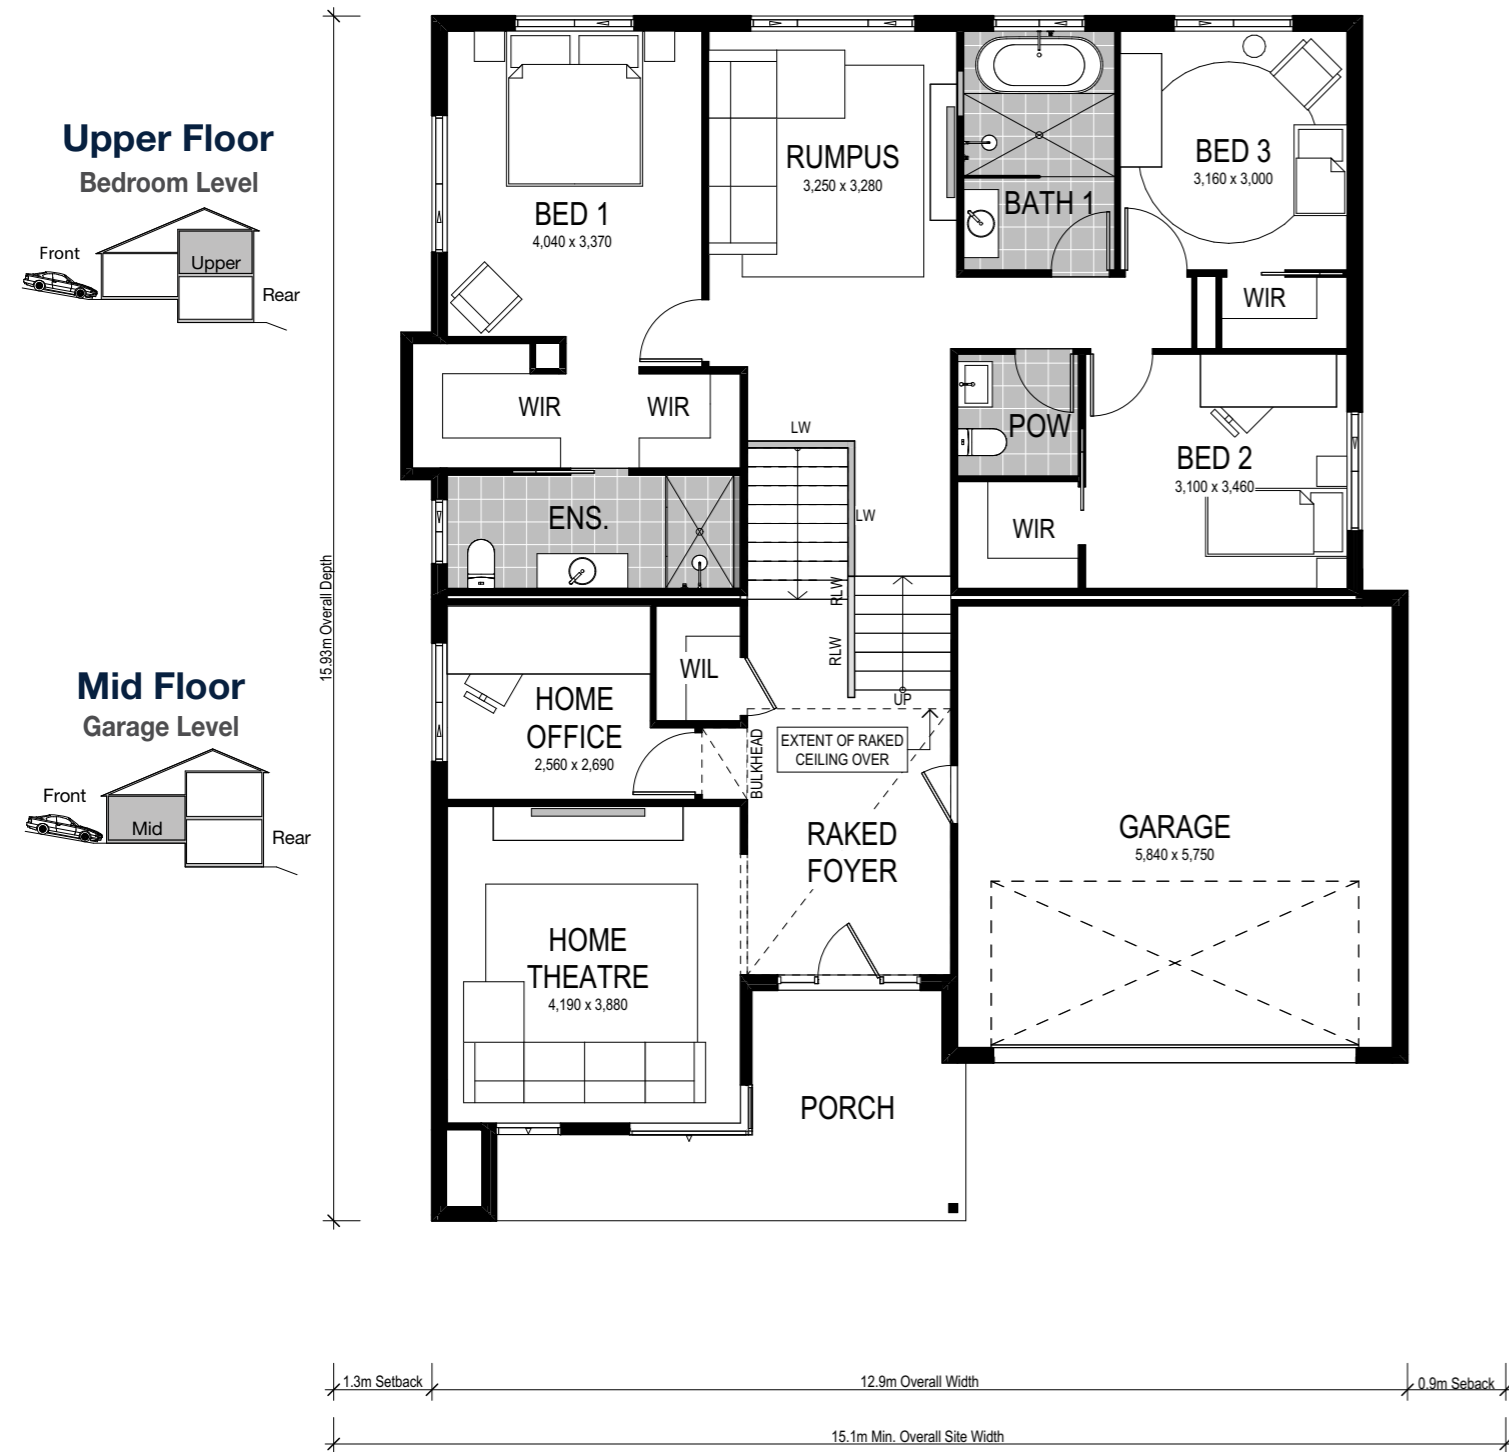 Upper Floor
Bedroom Level
Front
Upper
Rear
BED 1
4,040 x 3,370
RUMPUS
3,250 x 3,280
BATH 1
BED 3
3,160 x 3,000
WIR
WIR
WIR
LW
LW
POW
BED 2
3,100 x 3,460
WIR
ENS.
RLW
RLW
UP
15.93m Overall Depth
Mid Floor
Garage Level
Front
Mid
Rear
WIL
HOME
OFFICE
2,560 x 2,690
BULKHEAD
EXTENT OF RAKED
CEILING OVER
RAKED
FOYER
GARAGE
5,840 x 5,750
HOME
THEATRE
4,190 x 3,880
PORCH
1.3m Setback
12.9m Overall Width
0.9m Seback
15.1m Min. Overall Site Width